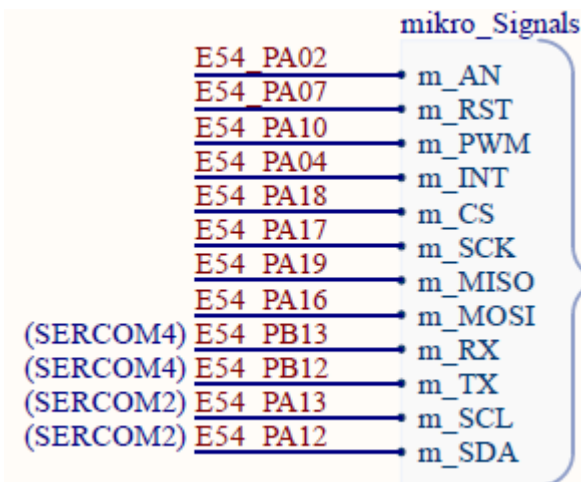 mikro_Signals
E54_PA02 m_AN
E54_PA07 m_RST
E54_PA10 m_PWM
E54_PA04 m_INT
E54_PA18 m_CS
E54_PA17 m_SCK
E54_PA19 m_MISO
E54_PA16 m_MOSI
(SERCOM4) E54_PB13 m_RX
(SERCOM4) E54_PB12 m_TX
(SERCOM2) E54_PA13 m_SCL
(SERCOM2) E54_PA12 m_SDA